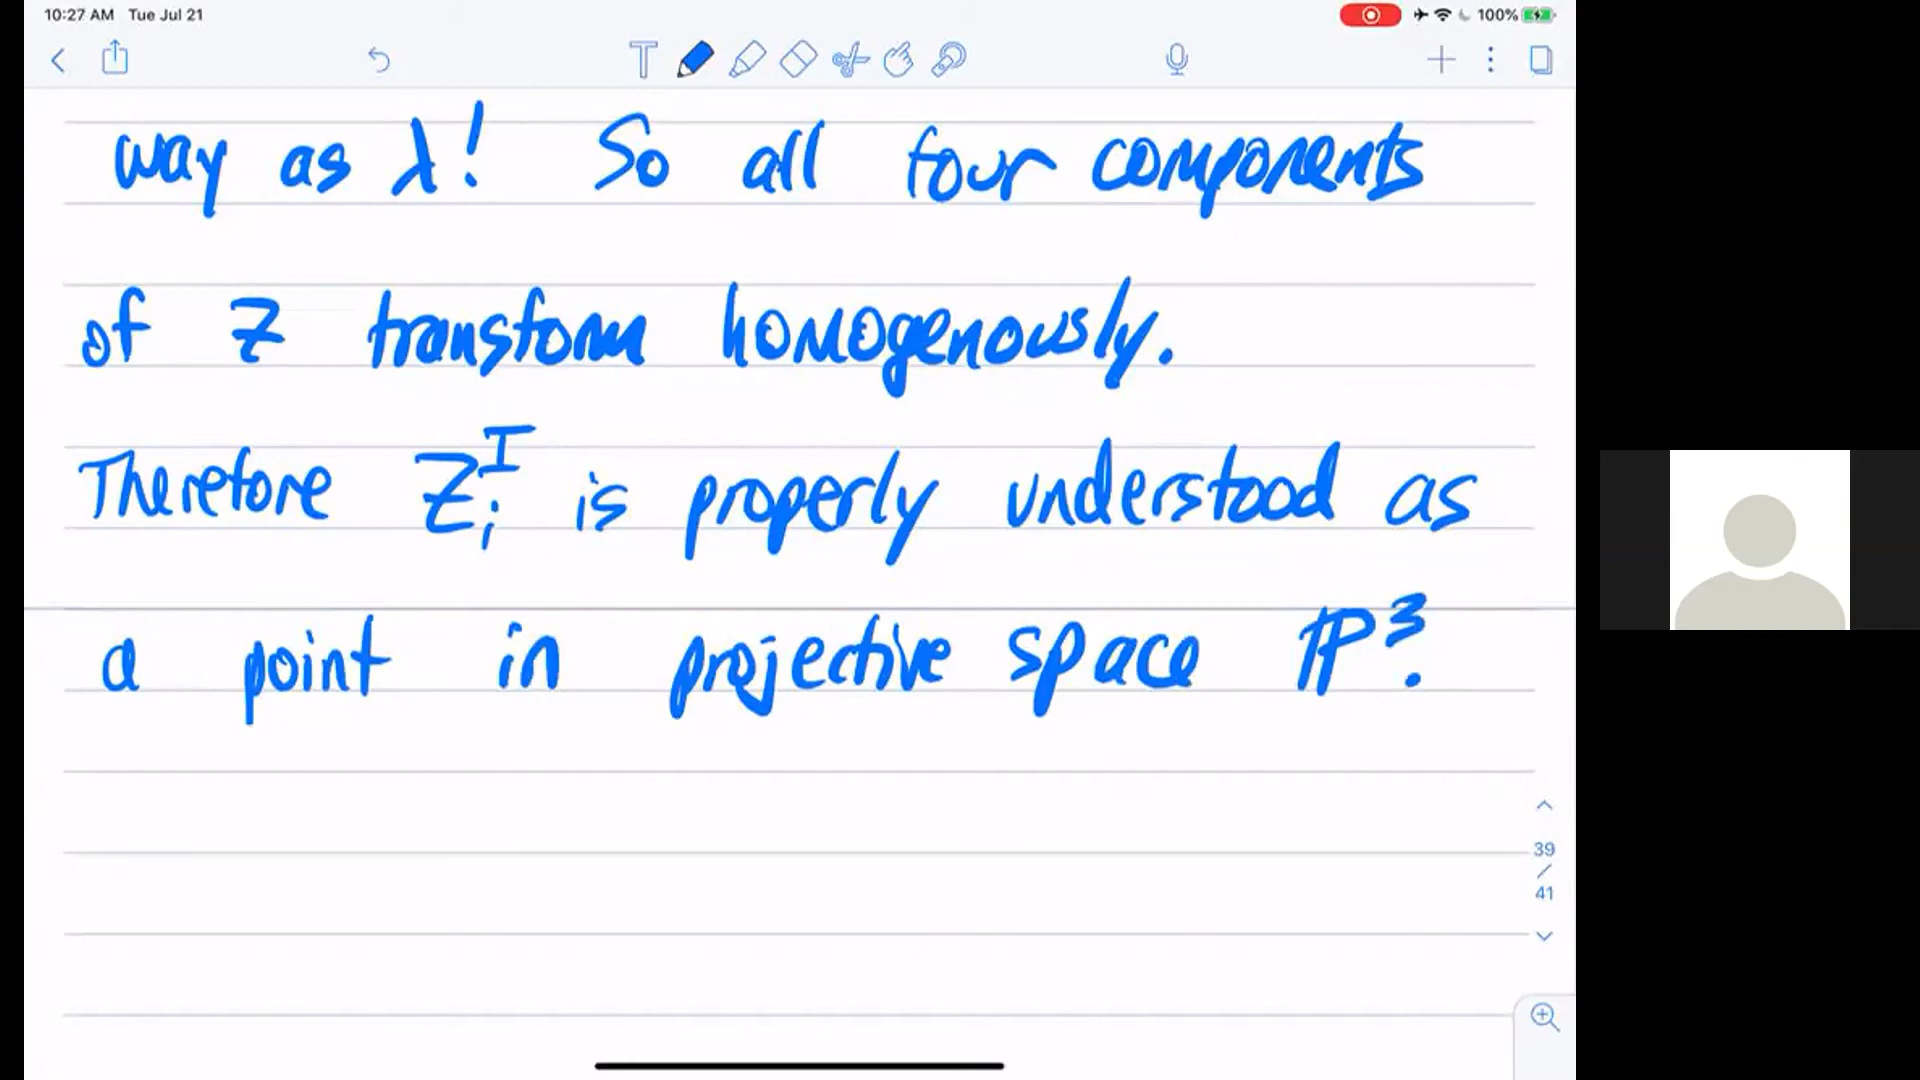 10:27 AM Tue Jul 21
100%
T
way as λ! So all four components
of Z transform homogenously.
Therefore Z_i^I is properly understood as
a point in projective space ℙ³.
39
/
41